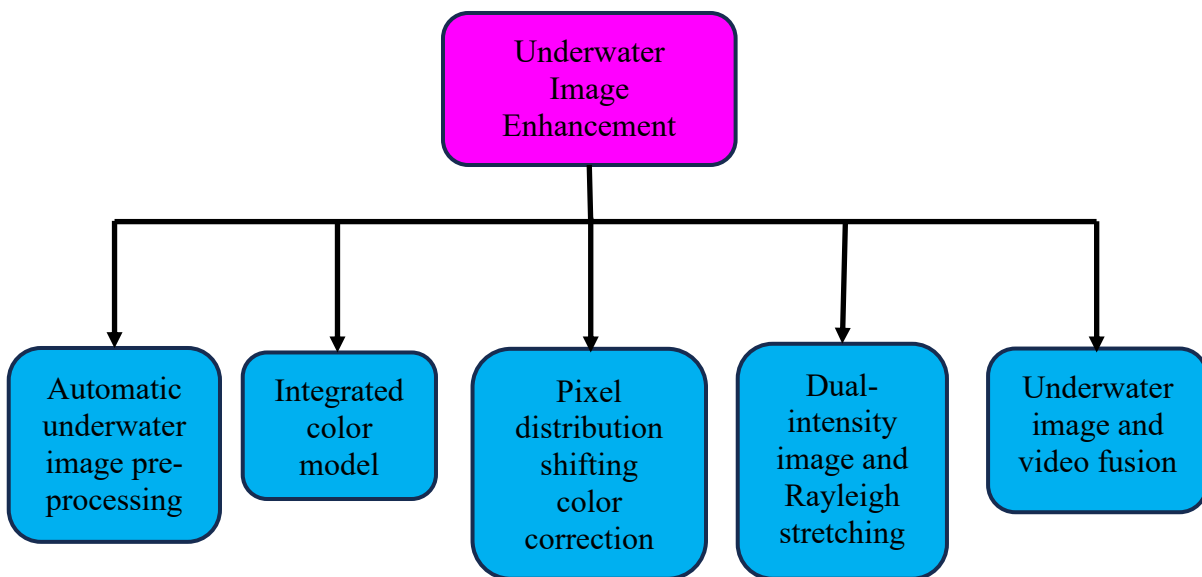 Underwater
Image
Enhancement
Automatic
underwater
image pre-
processing
Integrated
color
model
Pixel
distribution
shifting
color
correction
Dual-
intensity
image and
Rayleigh
stretching
Underwater
image and
video fusion